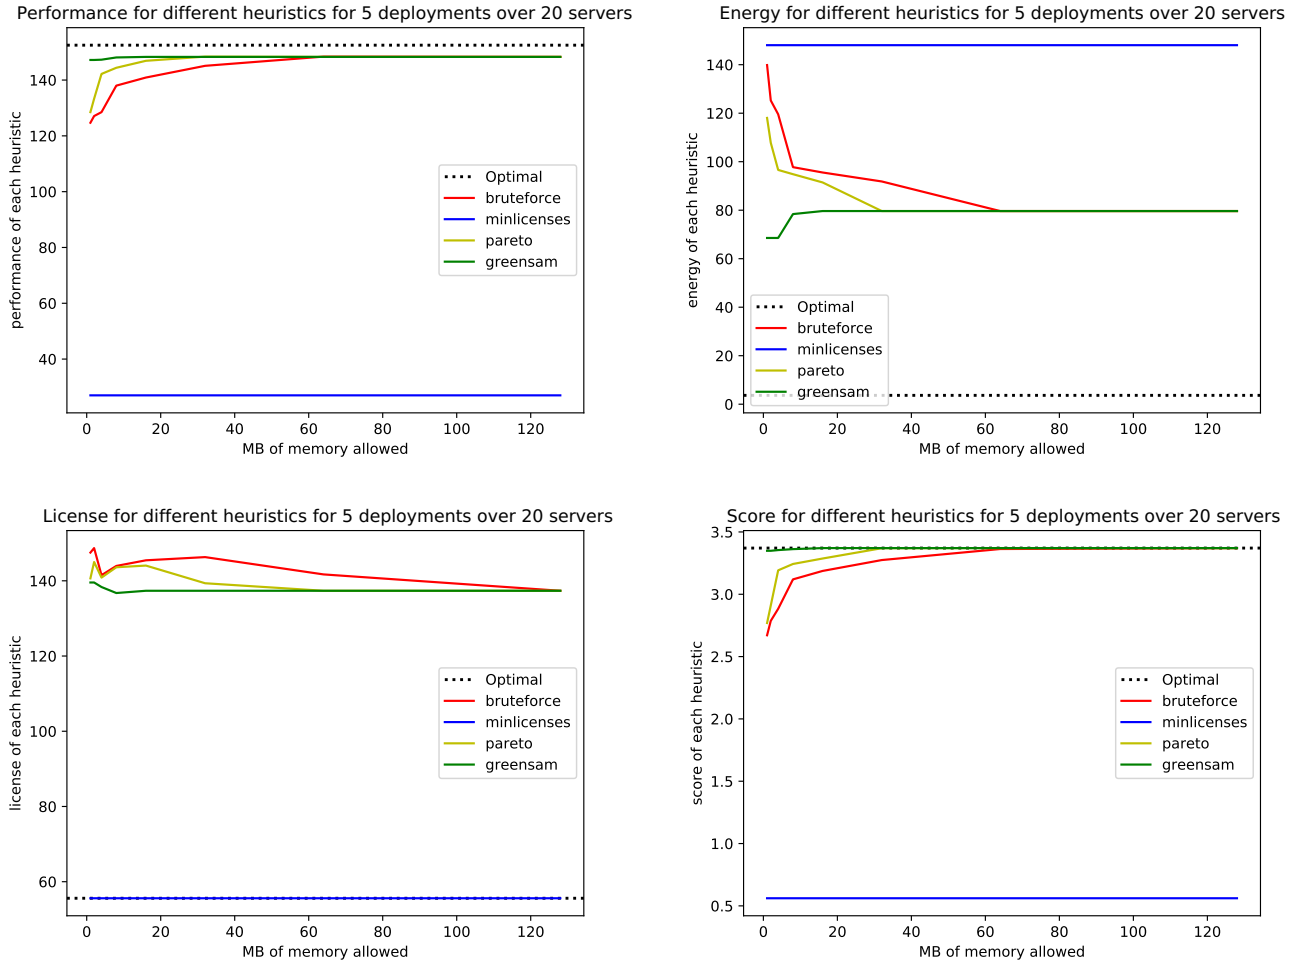 Performance for different heuristics for 5 deployments over 20 servers
performance of each heuristic
140
120
100
80
60
40
Optimal
bruteforce
minlicenses
pareto
greensam
0 20 40 60 80 100 120
MB of memory allowed
Energy for different heuristics for 5 deployments over 20 servers
energy of each heuristic
140
120
100
80
60
40
20
0
Optimal
bruteforce
minlicenses
pareto
greensam
0 20 40 60 80 100 120
MB of memory allowed
License for different heuristics for 5 deployments over 20 servers
license of each heuristic
140
120
100
80
60
Optimal
bruteforce
minlicenses
pareto
greensam
0 20 40 60 80 100 120
MB of memory allowed
Score for different heuristics for 5 deployments over 20 servers
score of each heuristic
3.5
3.0
2.5
2.0
1.5
1.0
0.5
Optimal
bruteforce
minlicenses
pareto
greensam
0 20 40 60 80 100 120
MB of memory allowed